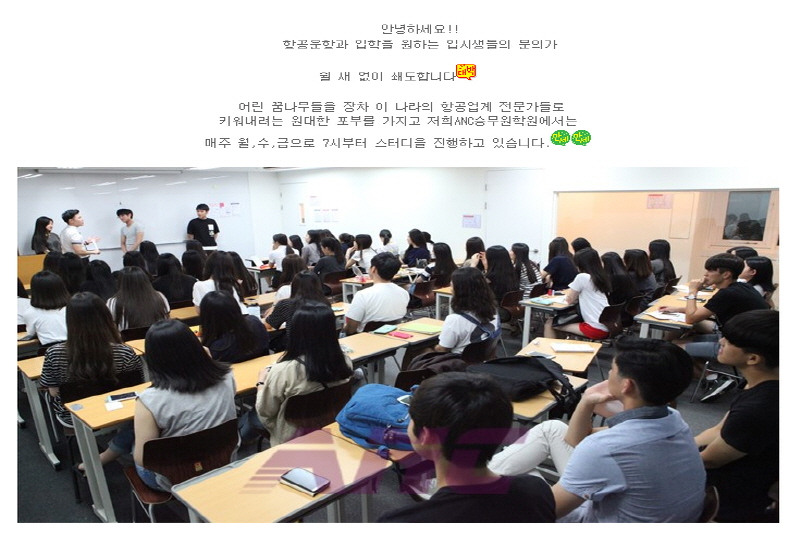 안녕하세요!!
항공운항과 입학을 원하는 입시생들의 문의가
쉴 새 없이 쇄도합니다
어린 꿈나무들을 장차 이 나라의 항공업계 전문가들로
키워내려는 원대한 포부를 가지고 저희ANC승무원학원에서는
매주 월,수,금으로 7시부터 스터디을 진행하고 있습니다.
ANC